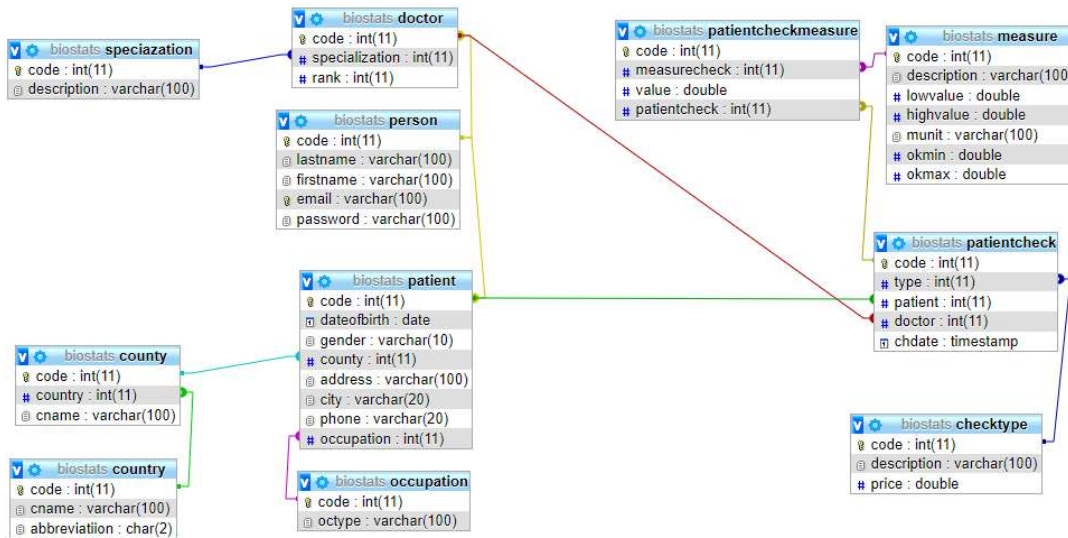 biostats speciazation
code : int(11)
description : varchar(100)
biostats doctor
code : int(11)
specialization : int(11)
rank : int(11)
biostats person
code : int(11)
lastname : varchar(100)
firstname : varchar(100)
email : varchar(100)
password : varchar(100)
biostats patient
code : int(11)
dateofbirth : date
gender : varchar(10)
county : int(11)
address : varchar(100)
city : varchar(20)
phone : varchar(20)
occupation : int(11)
biostats county
code : int(11)
country : int(11)
cname : varchar(100)
biostats country
code : int(11)
cname : varchar(100)
abbreviatiion : char(2)
biostats occupation
code : int(11)
octype : varchar(100)
biostats patientcheckmeasure
code : int(11)
measurecheck : int(11)
value : double
patientcheck : int(11)
biostats measure
code : int(11)
description : varchar(100
lowvalue : double
highvalue : double
munit : varchar(100)
okmin : double
okmax : double
biostats patientcheck
code : int(11)
type : int(11)
patient : int(11)
doctor : int(11)
chdate : timestamp
biostats checktype
code : int(11)
description : varchar(100)
price : double